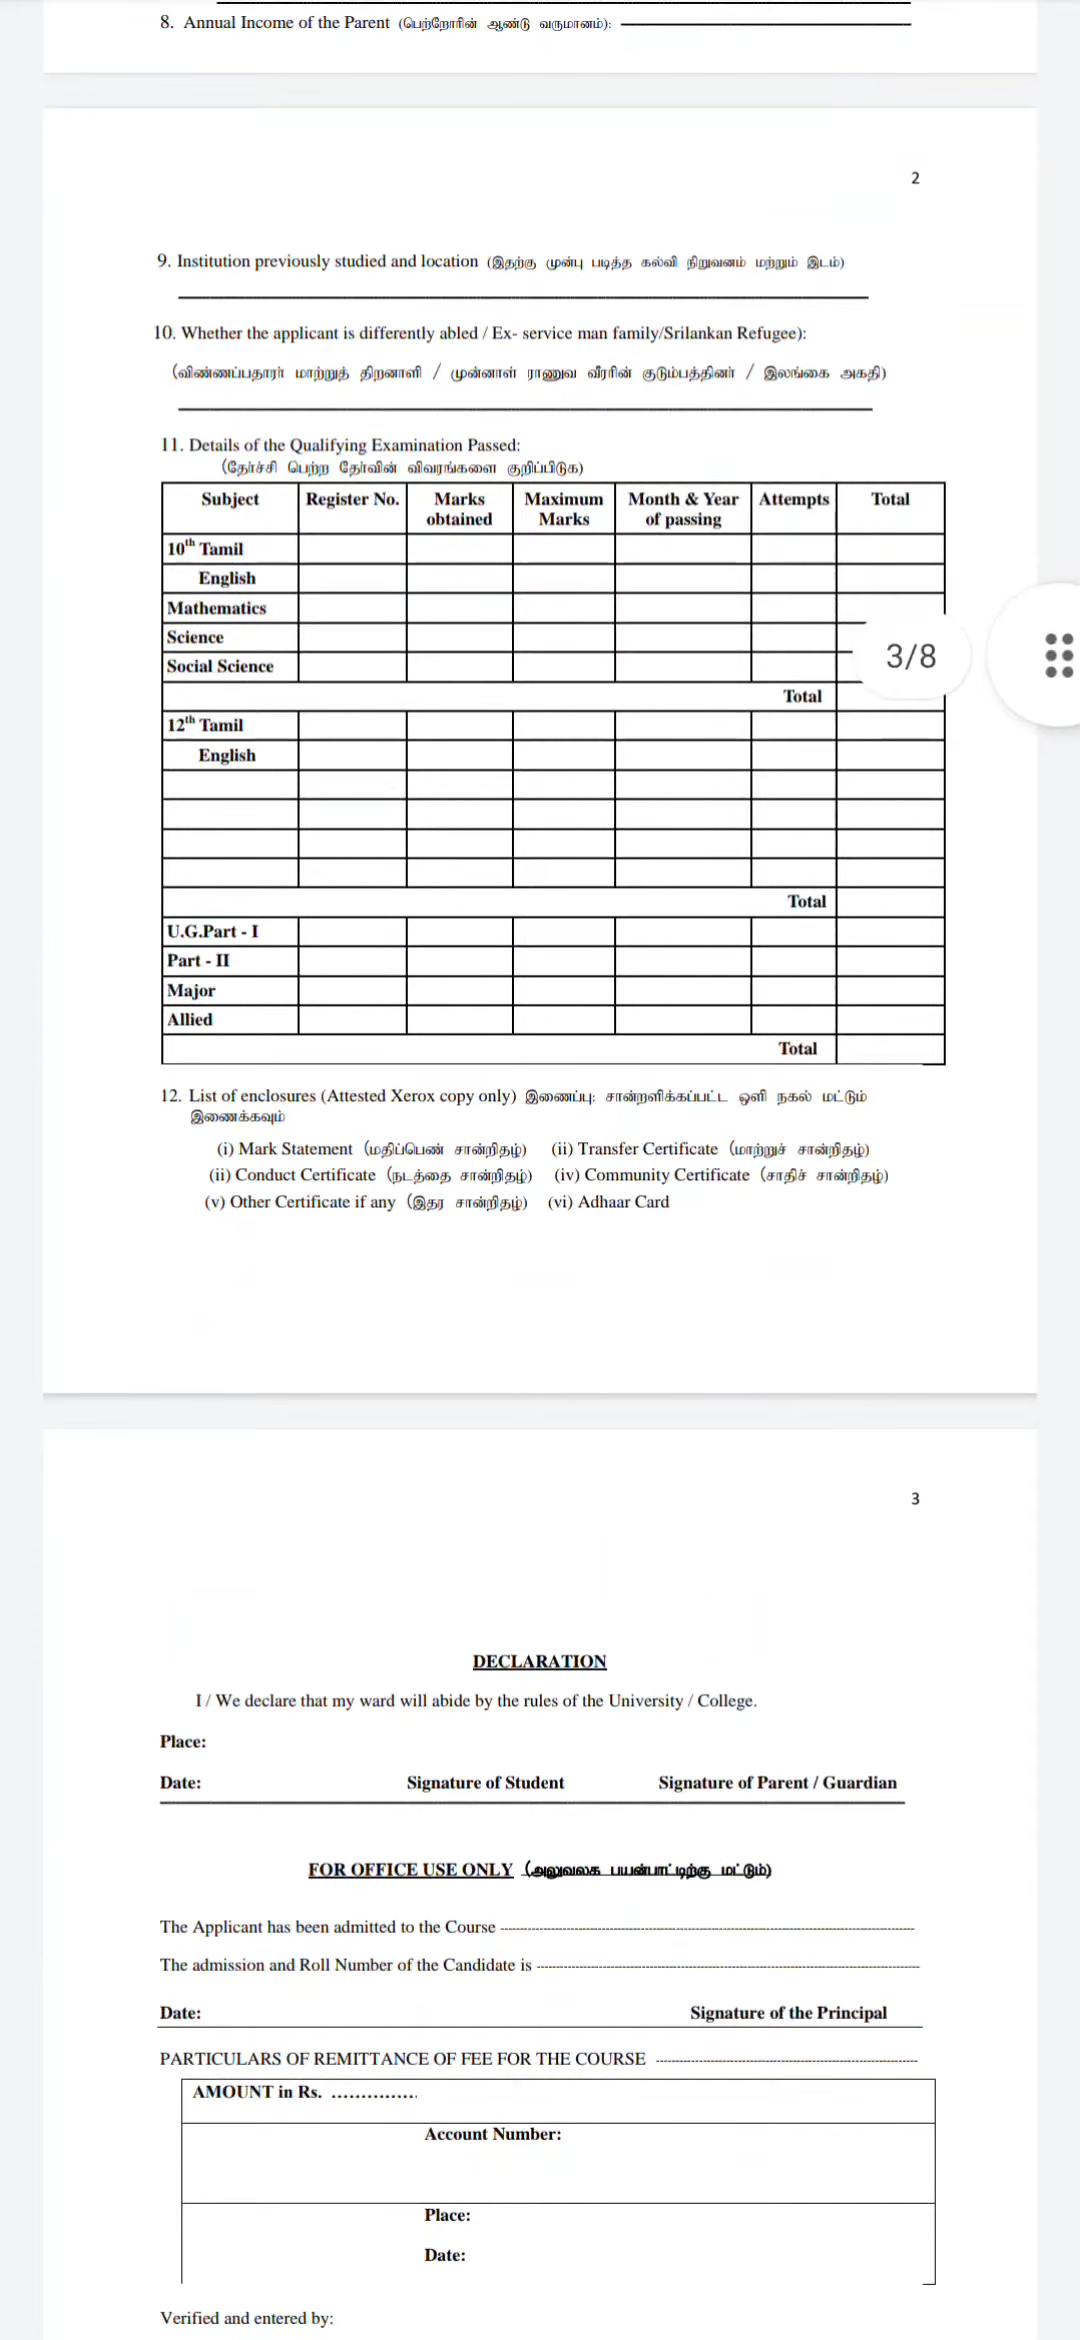 8. Annual Income of the Parent (பெற்றோரின் ஆண்டு வருமானம்):
2
9. Institution previously studied and location (இதற்கு முன்பு படித்த கல்வி நிறுவனம் மற்றும் இடம்)
10. Whether the applicant is differently abled / Ex- service man family/Srilankan Refugee):
(விண்ணப்பதாரர் மாற்றுத் திறனாளி / முன்னாள் ராணுவ வீரரின் குடும்பத்தினர் / இலங்கை அகதி)
11. Details of the Qualifying Examination Passed:
(தேர்ச்சி பெற்ற தேர்வின் விவரங்களை குறிப்பிடுக)
Subject Register No. Marks obtained Maximum Marks Month & Year of passing Attempts Total
10th Tamil
English
Mathematics
Science
3/8
Social Science
Total
12th Tamil
English
Total
U.G.Part - I
Part - II
Major
Allied
Total
12. List of enclosures (Attested Xerox copy only) இணைப்பு: சான்றளிக்கப்பட்ட ஒளி நகல் மட்டும்
இணைக்கவும்
(i) Mark Statement (மதிப்பெண் சான்றிதழ்) (ii) Transfer Certificate (மாற்றுச் சான்றிதழ்)
(ii) Conduct Certificate (நடத்தை சான்றிதழ்) (iv) Community Certificate (சாதிச் சான்றிதழ்)
(v) Other Certificate if any (இதர சான்றிதழ்) (vi) Adhaar Card
3
DECLARATION
I / We declare that my ward will abide by the rules of the University / College.
Place:
Date: Signature of Student Signature of Parent / Guardian
FOR OFFICE USE ONLY (அலுவலக பயன்பாட்டிற்கு மட்டும்)
The Applicant has been admitted to the Course
The admission and Roll Number of the Candidate is
Date: Signature of the Principal
PARTICULARS OF REMITTANCE OF FEE FOR THE COURSE
AMOUNT in Rs. ...............
Account Number:
Place:
Date:
Verified and entered by: